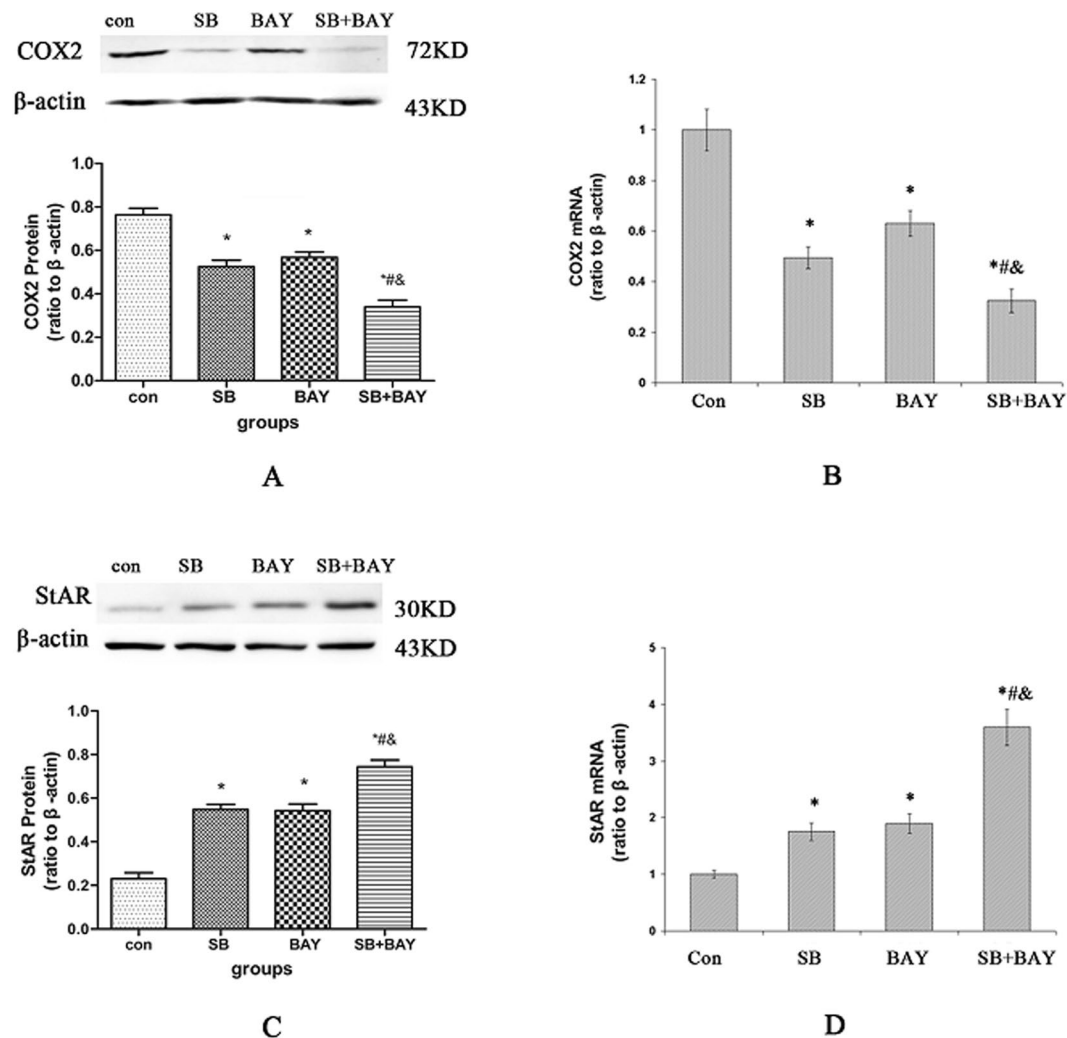 con SB BAY SB+BAY
COX2 72KD
β-actin 43KD
1.0
0.8
0.6
0.4
0.2
0.0
COX2 Protein
(ratio to β -actin)
* * *#&
con SB BAY SB+BAY
groups
A
1.2
1
0.8
0.6
0.4
0.2
0
COX2 mRNA
(ratio to β -actin)
* * *#&
Con SB BAY SB+BAY
B
con SB BAY SB+BAY
StAR 30KD
β-actin 43KD
1.0
0.8
0.6
0.4
0.2
0.0
StAR Protein
(ratio to β -actin)
* * *#&
con SB BAY SB+BAY
groups
C
5
4
3
2
1
0
StAR mRNA
(ratio to β -actin)
* * *#&
Con SB BAY SB+BAY
D